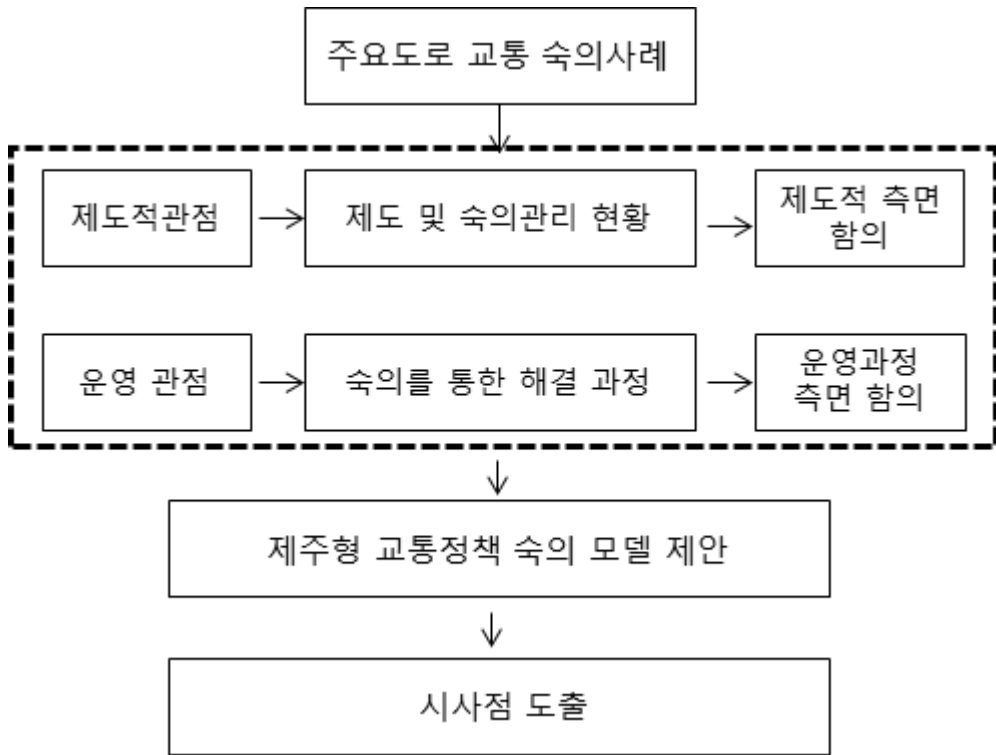 주요도로 교통 숙의사례
제도적관점
제도 및 숙의관리 현황
제도적 측면
함의
운영 관점
숙의를 통한 해결 과정
운영과정
측면 함의
제주형 교통정책 숙의 모델 제안
시사점 도출